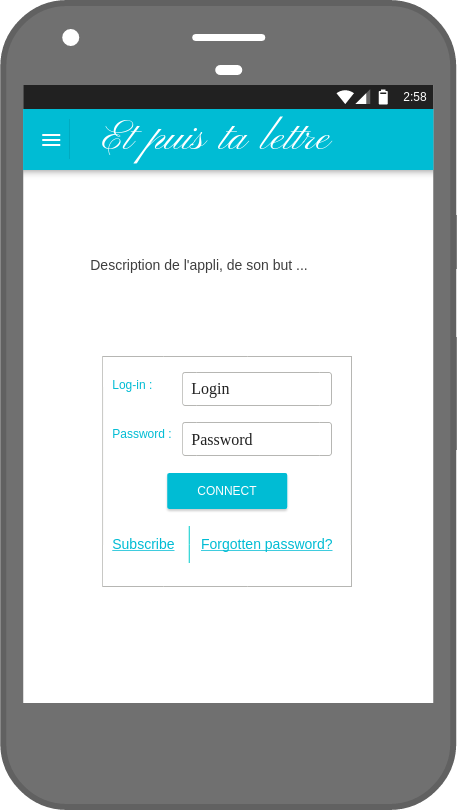 2:58
Et puis ta lettre
Description de l'appli, de son but ...
Log-in : Login
Password : Password
CONNECT
Subscribe Forgotten password?